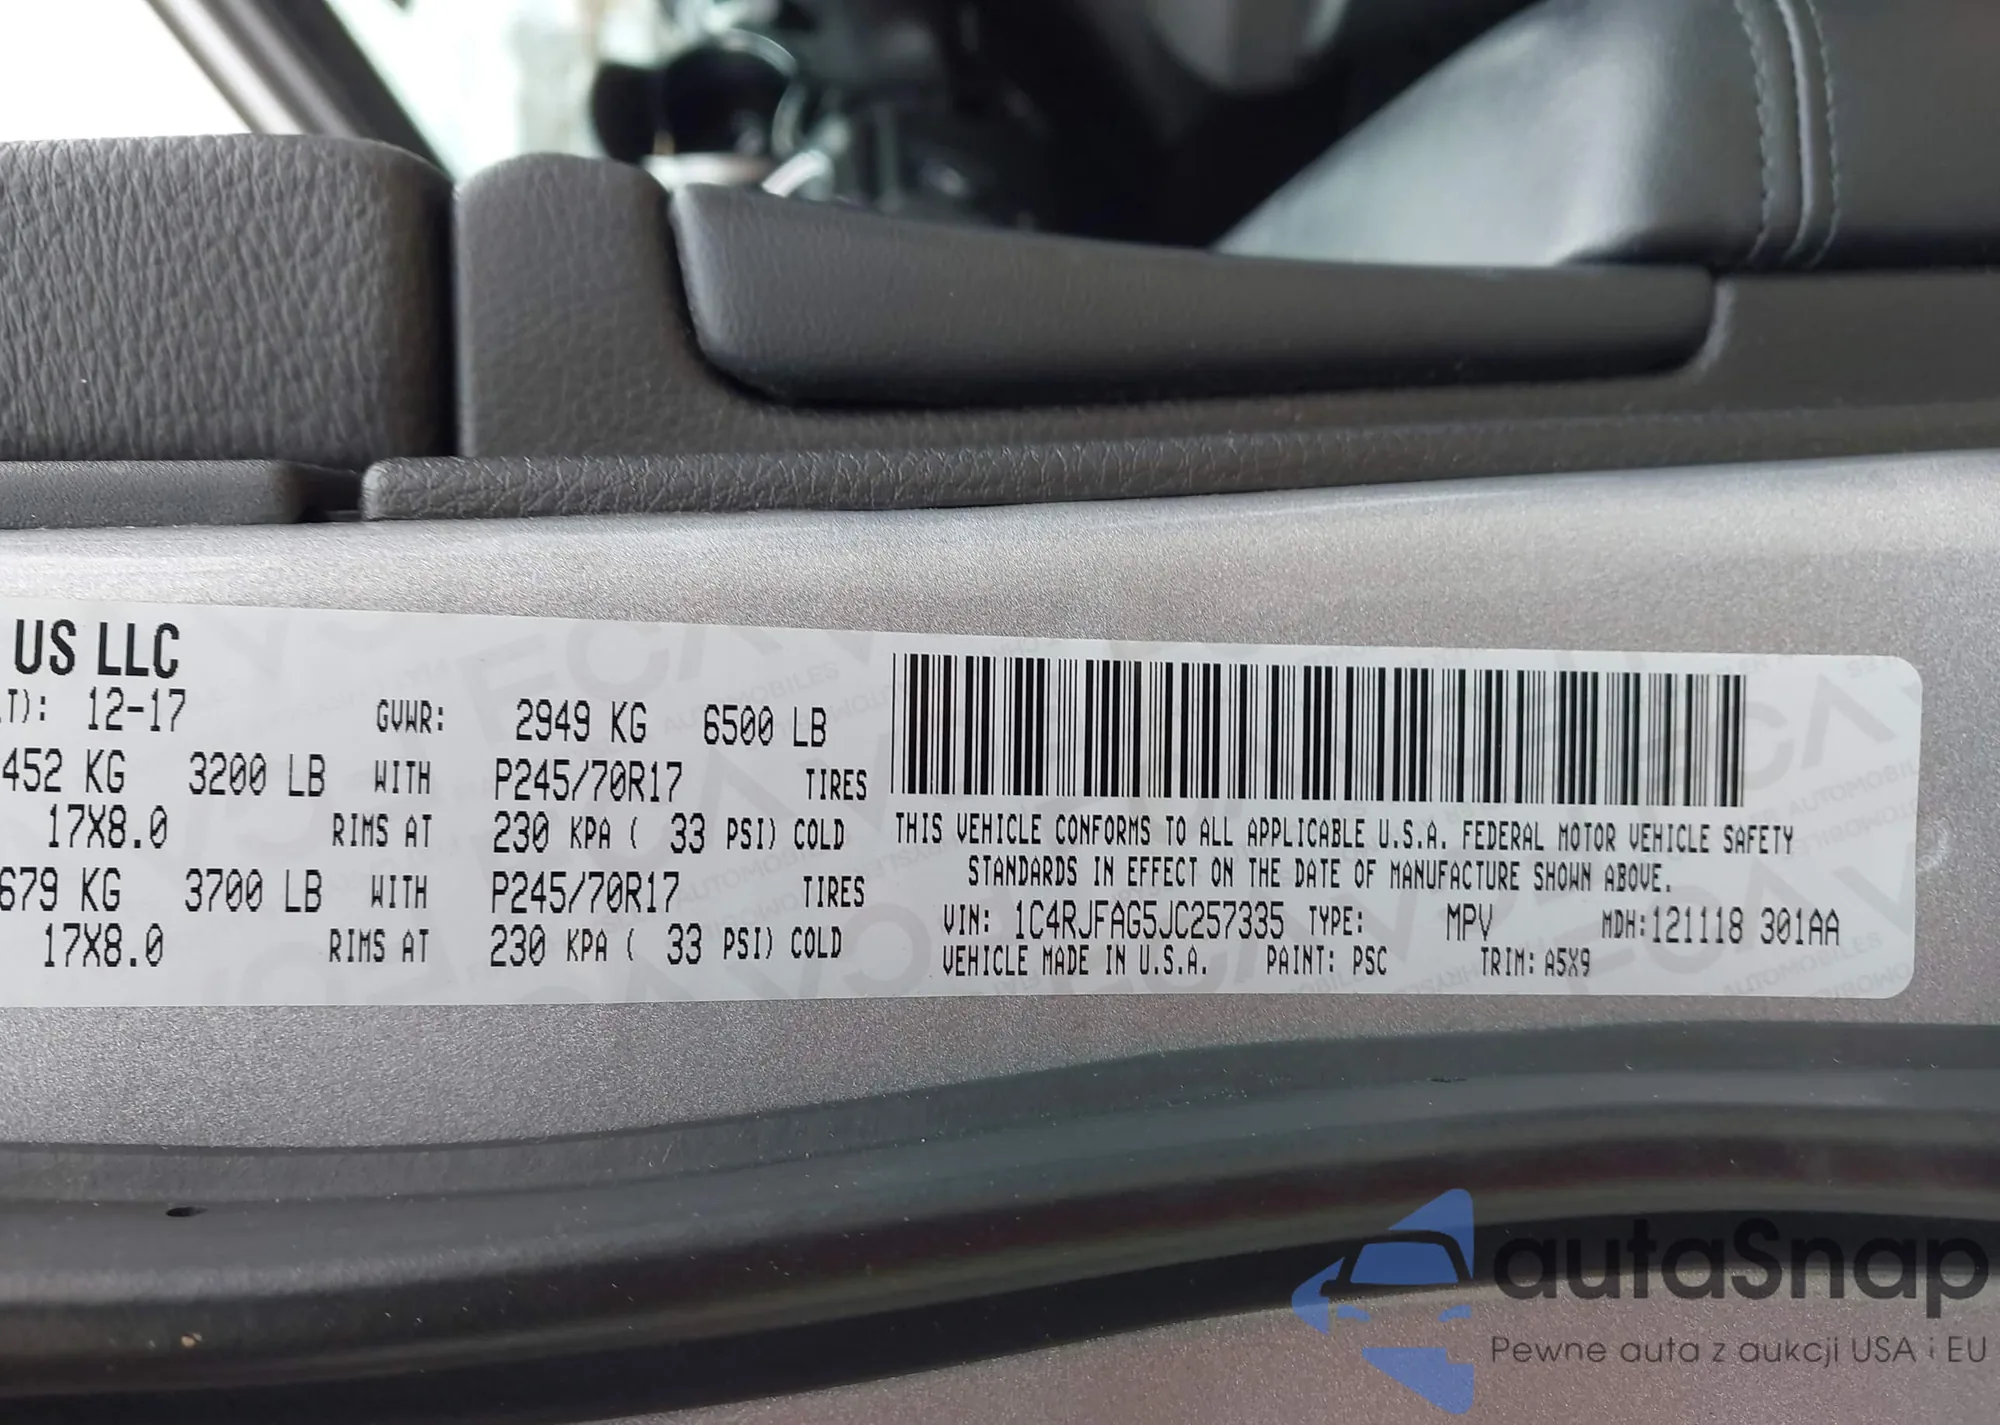 US LLC
12-17 GVWR: 2949 KG 6500 LB
452 KG 3200 LB WITH P245/70R17 TIRES
17X8.0 RIMS AT 230 KPA ( 33 PSI) COLD
679 KG 3700 LB WITH P245/70R17 TIRES
17X8.0 RIMS AT 230 KPA ( 33 PSI) COLD
THIS VEHICLE CONFORMS TO ALL APPLICABLE U.S.A. FEDERAL MOTOR VEHICLE SAFETY
STANDARDS IN EFFECT ON THE DATE OF MANUFACTURE SHOWN ABOVE.
VIN: 1C4RJFAG5JC257335 TYPE: MPV MDH:121118 301AA
VEHICLE MADE IN U.S.A. PAINT: PSC TRIM: A5X9
autaSnap
Pewne auta z aukcji USA i EU